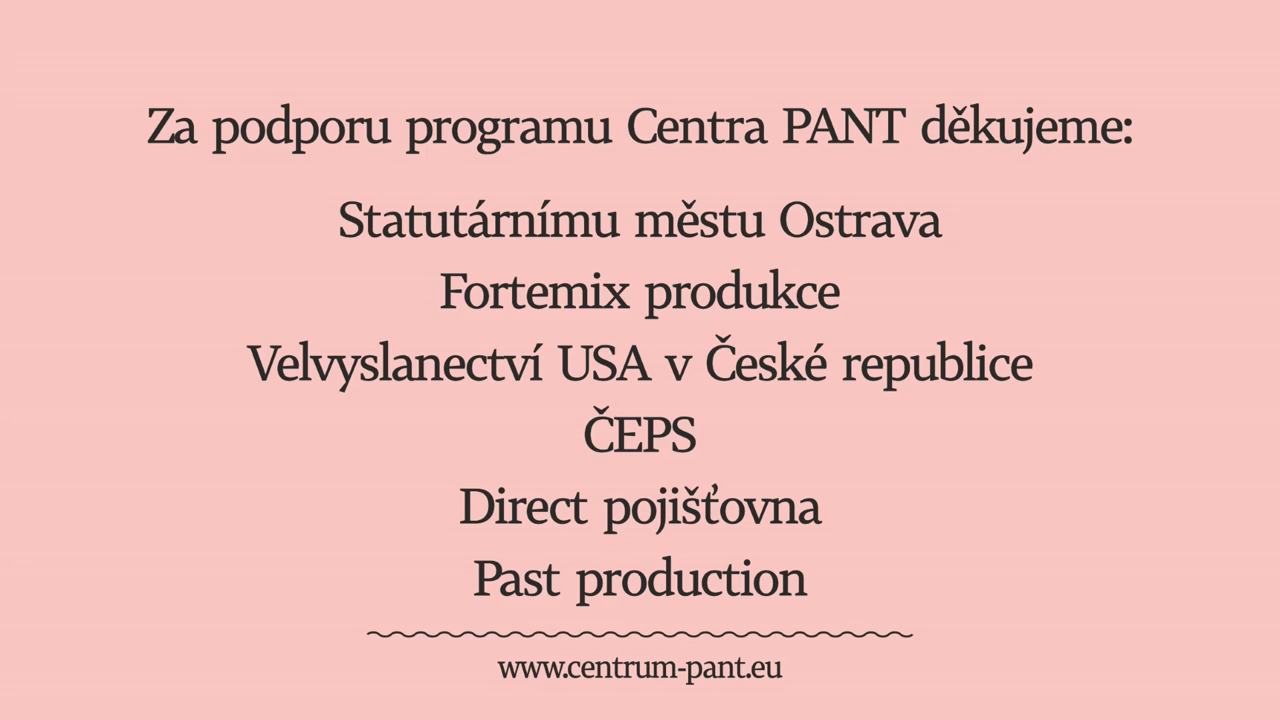 Za podporu programu Centra PANT děkujeme:
Statutárnímu městu Ostrava
Fortemix produkce
Velvyslanectví USA v České republice
ČEPS
Direct pojišťovna
Past production
www.centrum-pant.eu